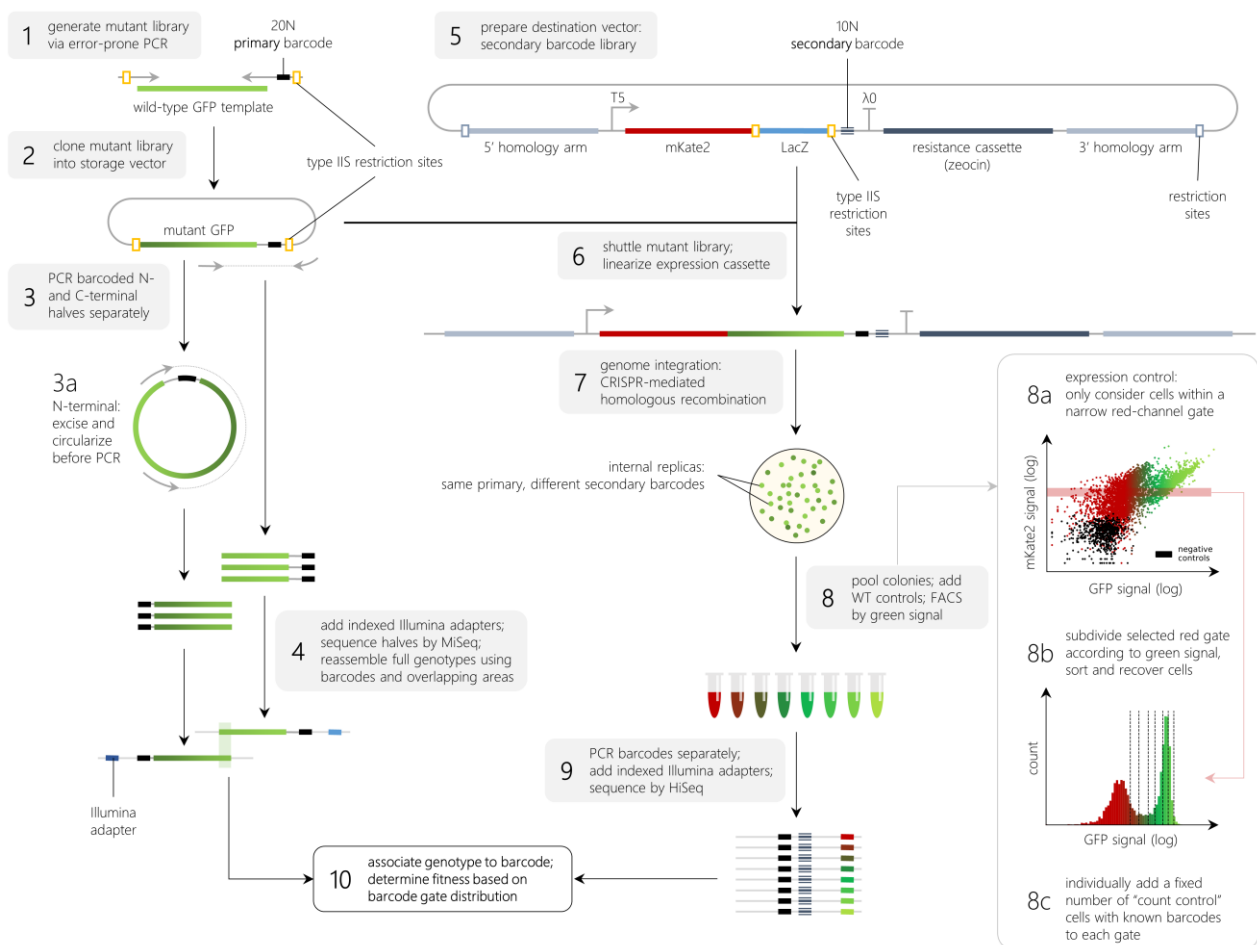 1
generate mutant library
via error-prone PCR
20N
primary barcode
wild-type GFP template
2
clone mutant library
into storage vector
type IIS restriction sites
mutant GFP
3
PCR barcoded N-
and C-terminal
halves separately
3a
N-terminal:
excise and
circularize
before PCR
4
add indexed Illumina adapters;
sequence halves by MiSeq;
reassemble full genotypes using
barcodes and overlapping areas
Illumina
adapter
5
prepare destination vector:
secondary barcode library
10N
secondary barcode
T5
λ0
5' homology arm
mKate2
LacZ
resistance cassette
(zeocin)
3' homology arm
type IIS
restriction
sites
restriction
sites
6
shuttle mutant library;
linearize expression cassette
7
genome integration:
CRISPR-mediated
homologous recombination
internal replicas:
same primary, different secondary barcodes
8
pool colonies; add
WT controls; FACS
by green signal
8a
expression control:
only consider cells within a
narrow red-channel gate
mKate2 signal (log)
negative
controls
GFP signal (log)
8b
subdivide selected red gate
according to green signal,
sort and recover cells
count
GFP signal (log)
8c
individually add a fixed
number of "count control"
cells with known barcodes
to each gate
9
PCR barcodes separately;
add indexed Illumina adapters;
sequence by HiSeq
10
associate genotype to barcode;
determine fitness based on
barcode gate distribution